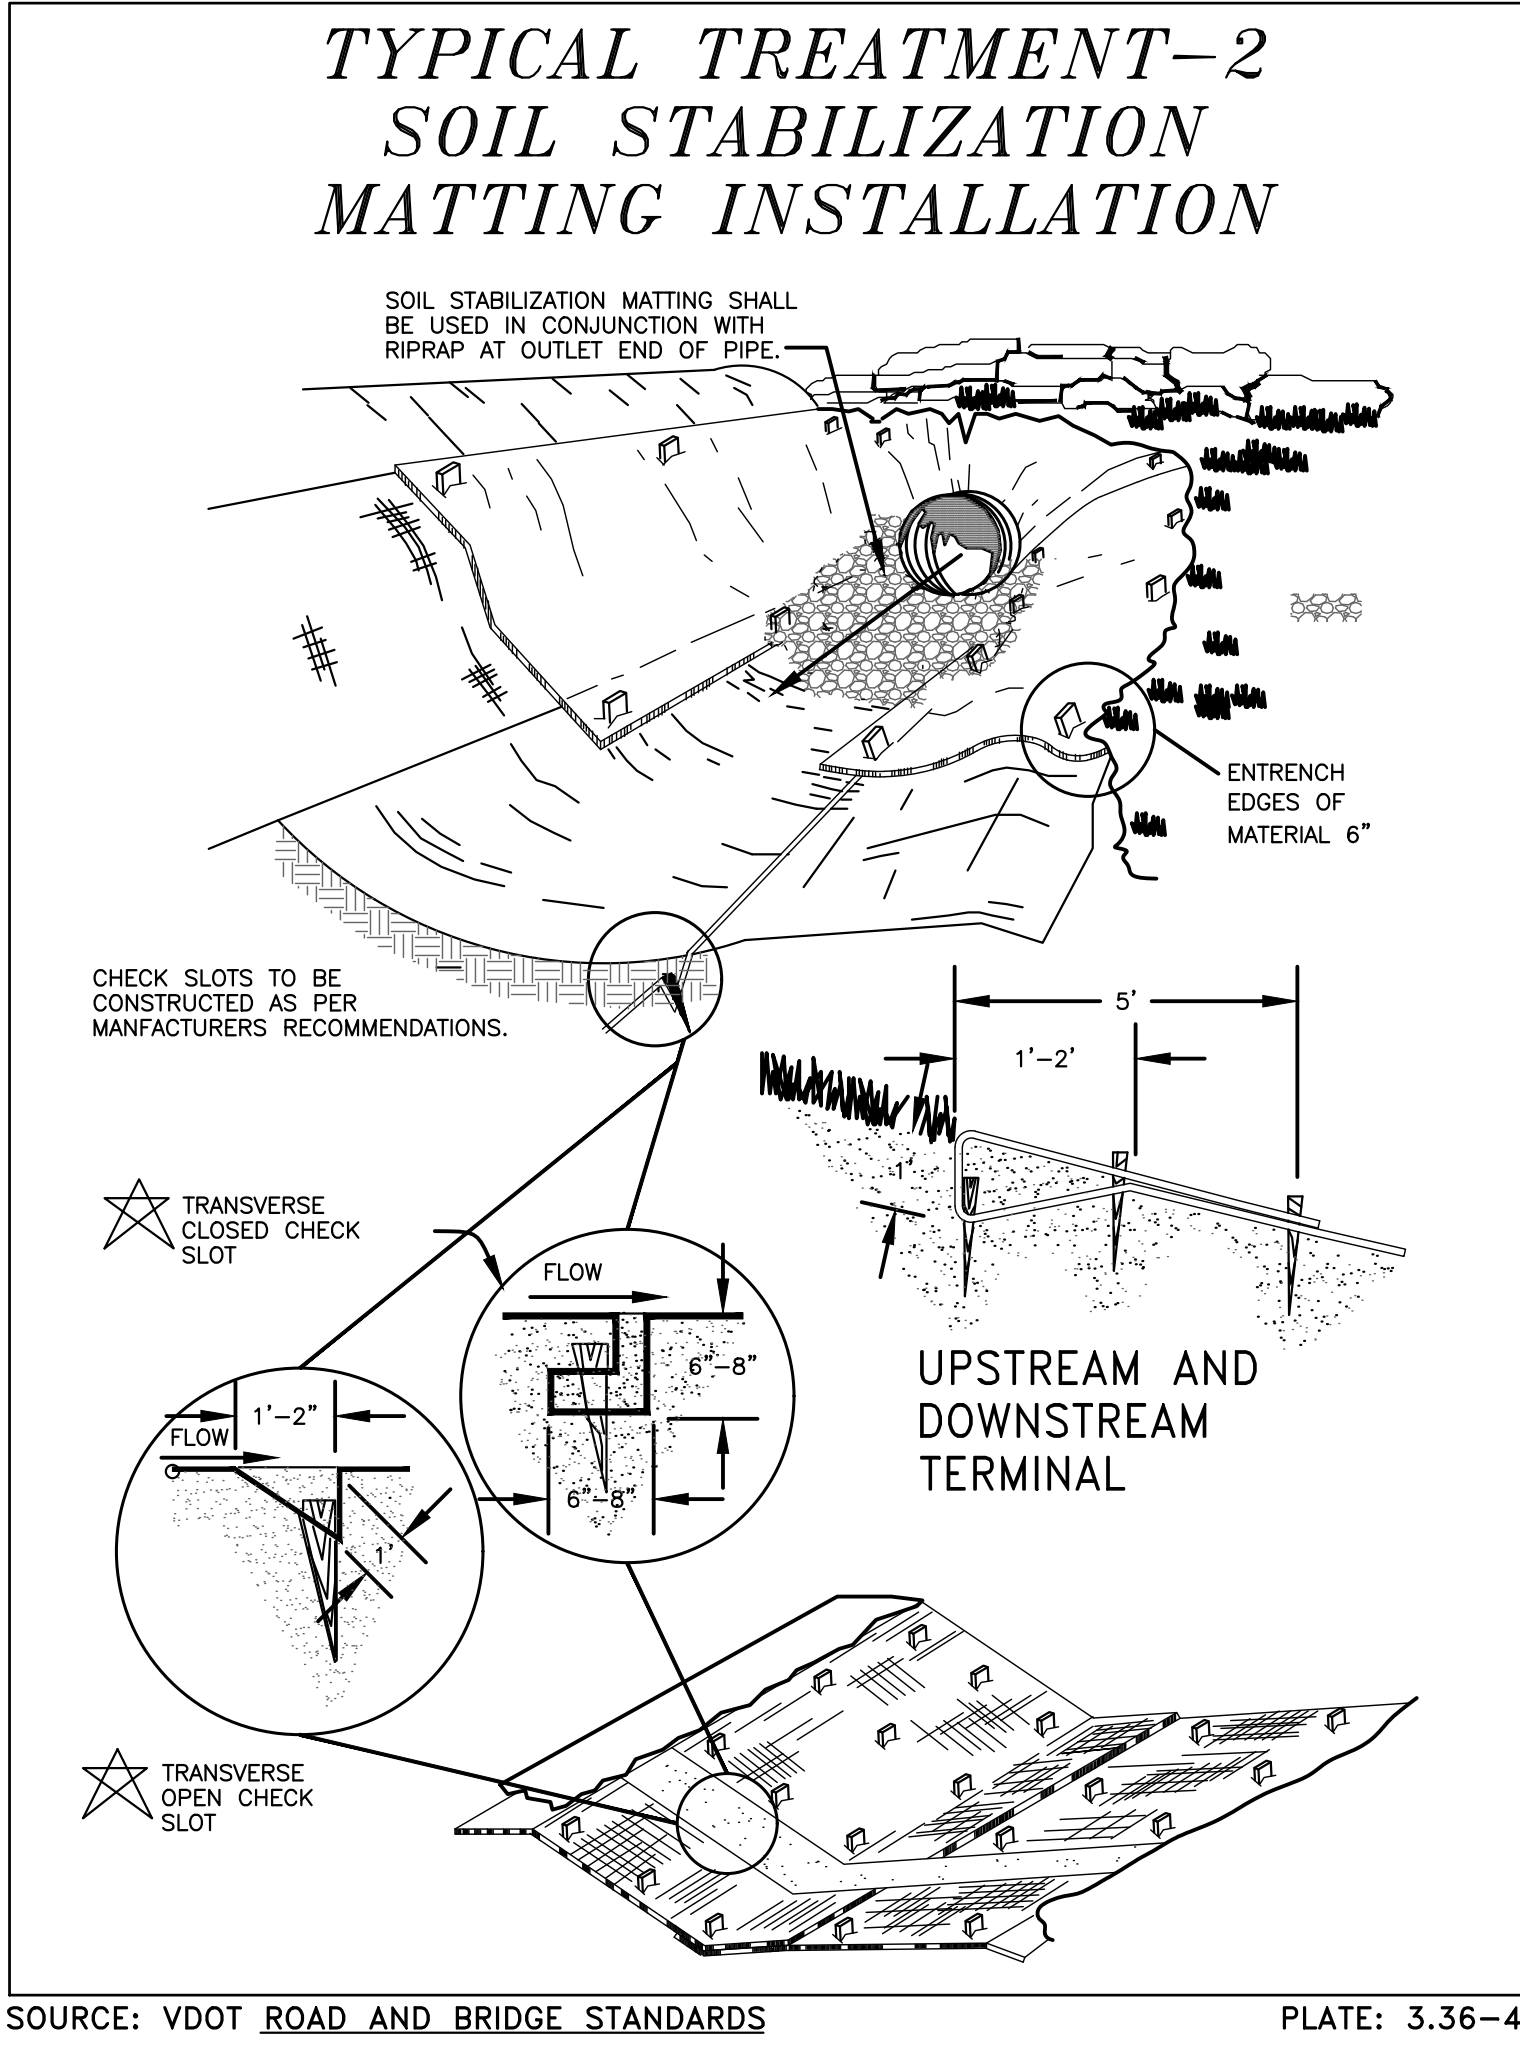 TYPICAL TREATMENT-2
SOIL STABILIZATION
MATTING INSTALLATION
SOIL STABILIZATION MATTING SHALL
BE USED IN CONJUNCTION WITH
RIPRAP AT OUTLET END OF PIPE.
ENTRENCH
EDGES OF
MATERIAL 6"
CHECK SLOTS TO BE
CONSTRUCTED AS PER
MANFACTURERS RECOMMENDATIONS.
5'
1'-2'
1'
TRANSVERSE
CLOSED CHECK
SLOT
FLOW
6"-8"
6"-8"
UPSTREAM AND
DOWNSTREAM
TERMINAL
1'-2"
FLOW
1'
TRANSVERSE
OPEN CHECK
SLOT
SOURCE: VDOT ROAD AND BRIDGE STANDARDS
PLATE: 3.36-4